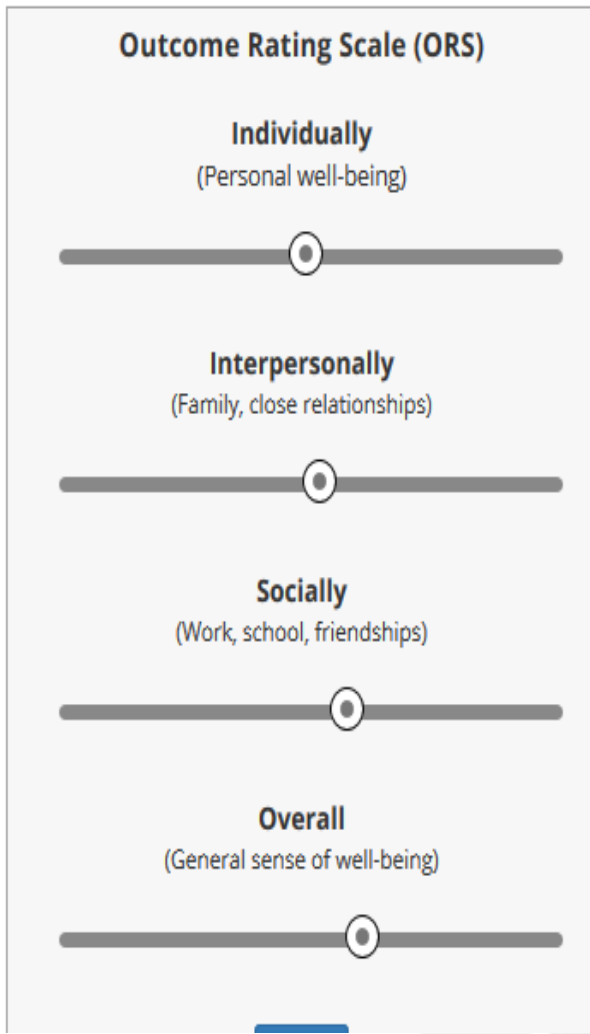 Outcome Rating Scale (ORS)
Individually
(Personal well-being)
Interpersonally
(Family, close relationships)
Socially
(Work, school, friendships)
Overall
(General sense of well-being)